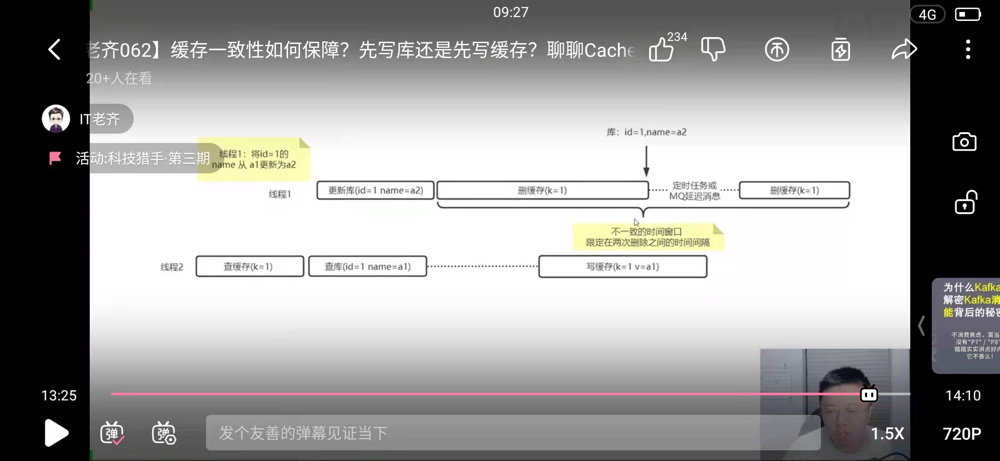 09:27
4G
老齐062】缓存一致性如何保障？先写库还是先写缓存？聊聊Cache
234
20+人在看
IT老齐
活动:科技猎手·第三期
线程1：将id=1的
name 从 a1更新为a2
库：id=1,name=a2
线程1
更新库(id=1 name=a2)
删缓存(k=1)
定时任务或
MQ延迟消息
删缓存(k=1)
不一致的时间窗口
限定在两次删除之间的时间间隔
线程2
查缓存(k=1)
查库(id=1 name=a1)
写缓存(k=1 v=a1)
为什么Kafka
解密Kafka消
能背后的秘密
不消费焦虑，莫当
没有"P7" / "P8"
踏踏实实讲点好内
它不香么！
13:25
14:10
弹
弹
发个友善的弹幕见证当下
1.5X
720P